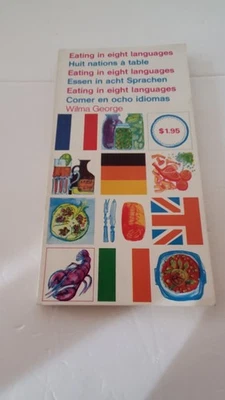 Eating in eight languages
Huit nations à table
Eating in eight languages
Essen in acht Sprachen
Eating in eight languages
Comer en ocho idiomas
Wilma George
$1.95